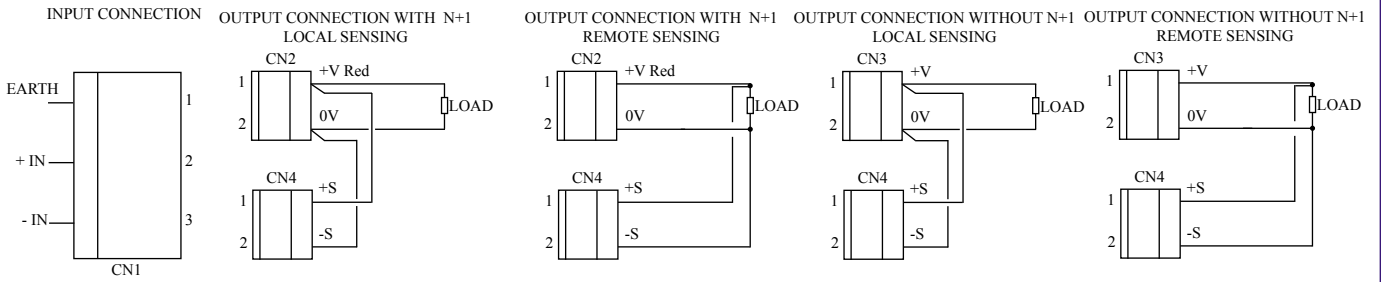 INPUT CONNECTION
EARTH
1
+ IN
2
- IN
3
CN1
OUTPUT CONNECTION WITH N+1
LOCAL SENSING
CN2
+V Red
1
LOAD
0V
2
CN4
+S
1
-S
2
OUTPUT CONNECTION WITH N+1
REMOTE SENSING
CN2
+V Red
1
LOAD
0V
2
CN4
+S
1
-S
2
OUTPUT CONNECTION WITHOUT N+1
LOCAL SENSING
CN3
+V
1
LOAD
0V
2
CN4
+S
1
-S
2
OUTPUT CONNECTION WITHOUT N+1
REMOTE SENSING
CN3
+V
1
LOAD
0V
2
CN4
+S
1
-S
2